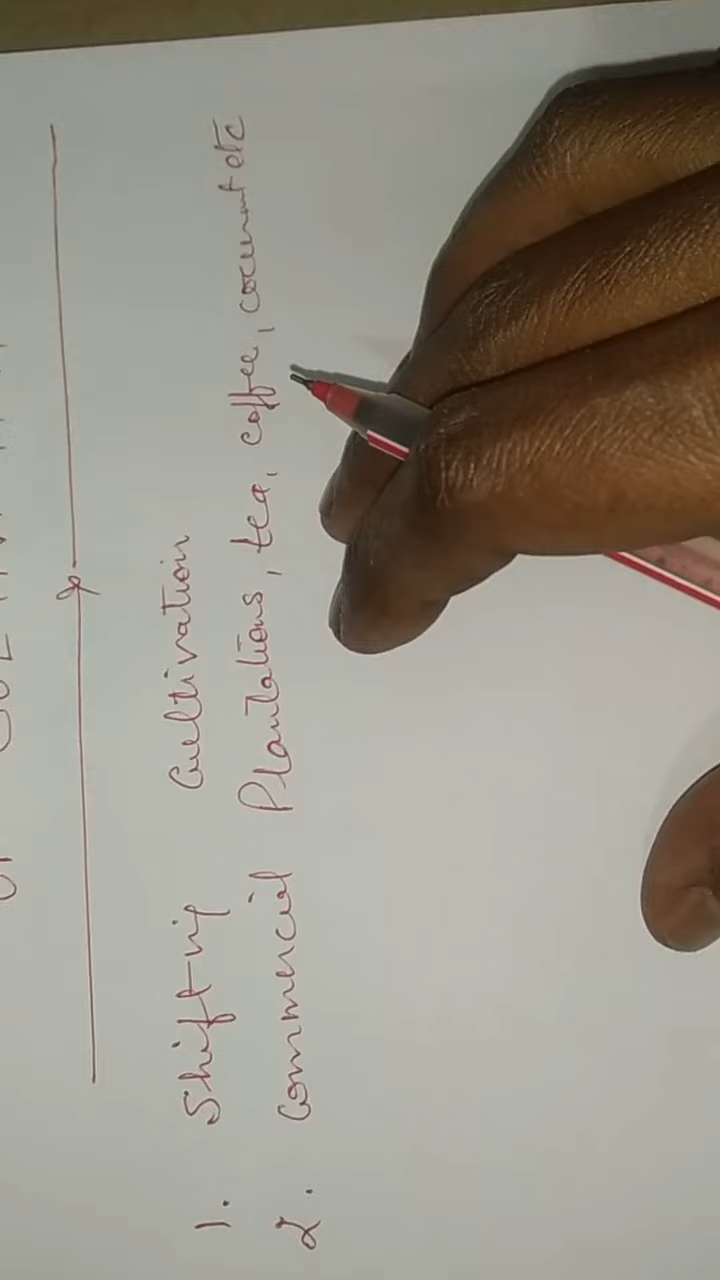 1. Shifting Cultivation
2. Commercial Plantations, tea, coffee, coconut etc